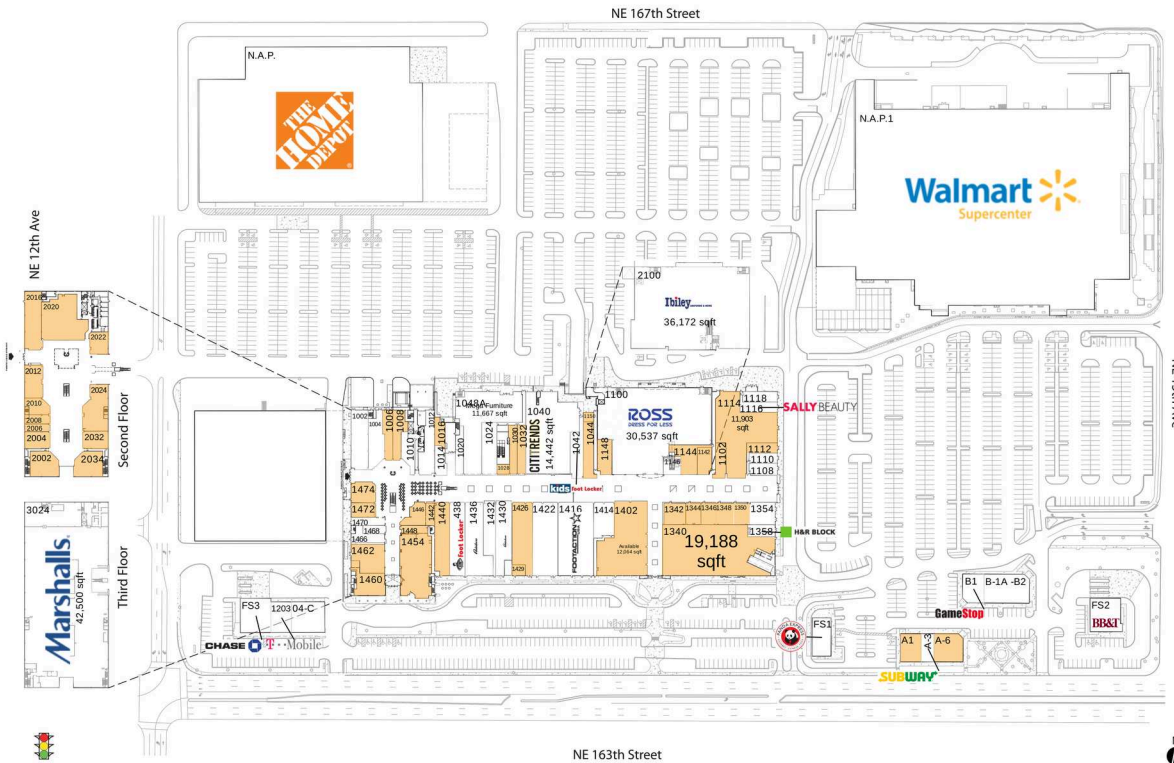 NE 167th Street
N.A.P.
THE
HOME
DEPOT
N.A.P.1
Walmart
Supercenter
NE 12th Ave
2016
2020
2022
2012
2024
2010
2008
2006
2004
2032
2002
2034
Second Floor
2100
Ibiley
36,172 sqft
1002
1004
1006
1008
1010
1012
1014
1016
1020
1048A
Furniture
11,667 sqft
1024
1028
1030
1032
1040
CITITRENDS
14,442 sqft
1042
1044
1148
1100
ROSS
DRESS FOR LESS
30,537 sqft
1146
1144
1142
1102
1114
1118
1116
SALLY BEAUTY
11,903
sqft
1112
1110
1108
kids foot Locker
1474
1472
1470
1468
1466
1462
1460
1446
1448
1454
1442
1440
Foot Locker
1438
1436
1432
1430
1426
1429
1422
1416
FOOTACTION
1414
1402
Available
12,064 sqft
1342
1344
1346
1348
1350
1354
1340
19,188
sqft
1358
H&R BLOCK
3024
Marshalls.
42,500 sqft
Third Floor
FS3
1203
04-C
CHASE
T-Mobile
PANDA EXPRESS
FS1
B1
B-1A -B2
GameStop
FS2
BB&T
A1
A-3
A-6
SUBWAY
NE 163th Street